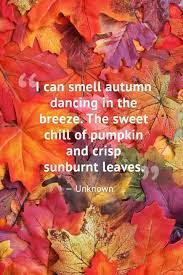 “I can smell autumn
dancing in the
breeze. The sweet
chill of pumpkin
and crisp
sunburnt leaves.”
— Unknown